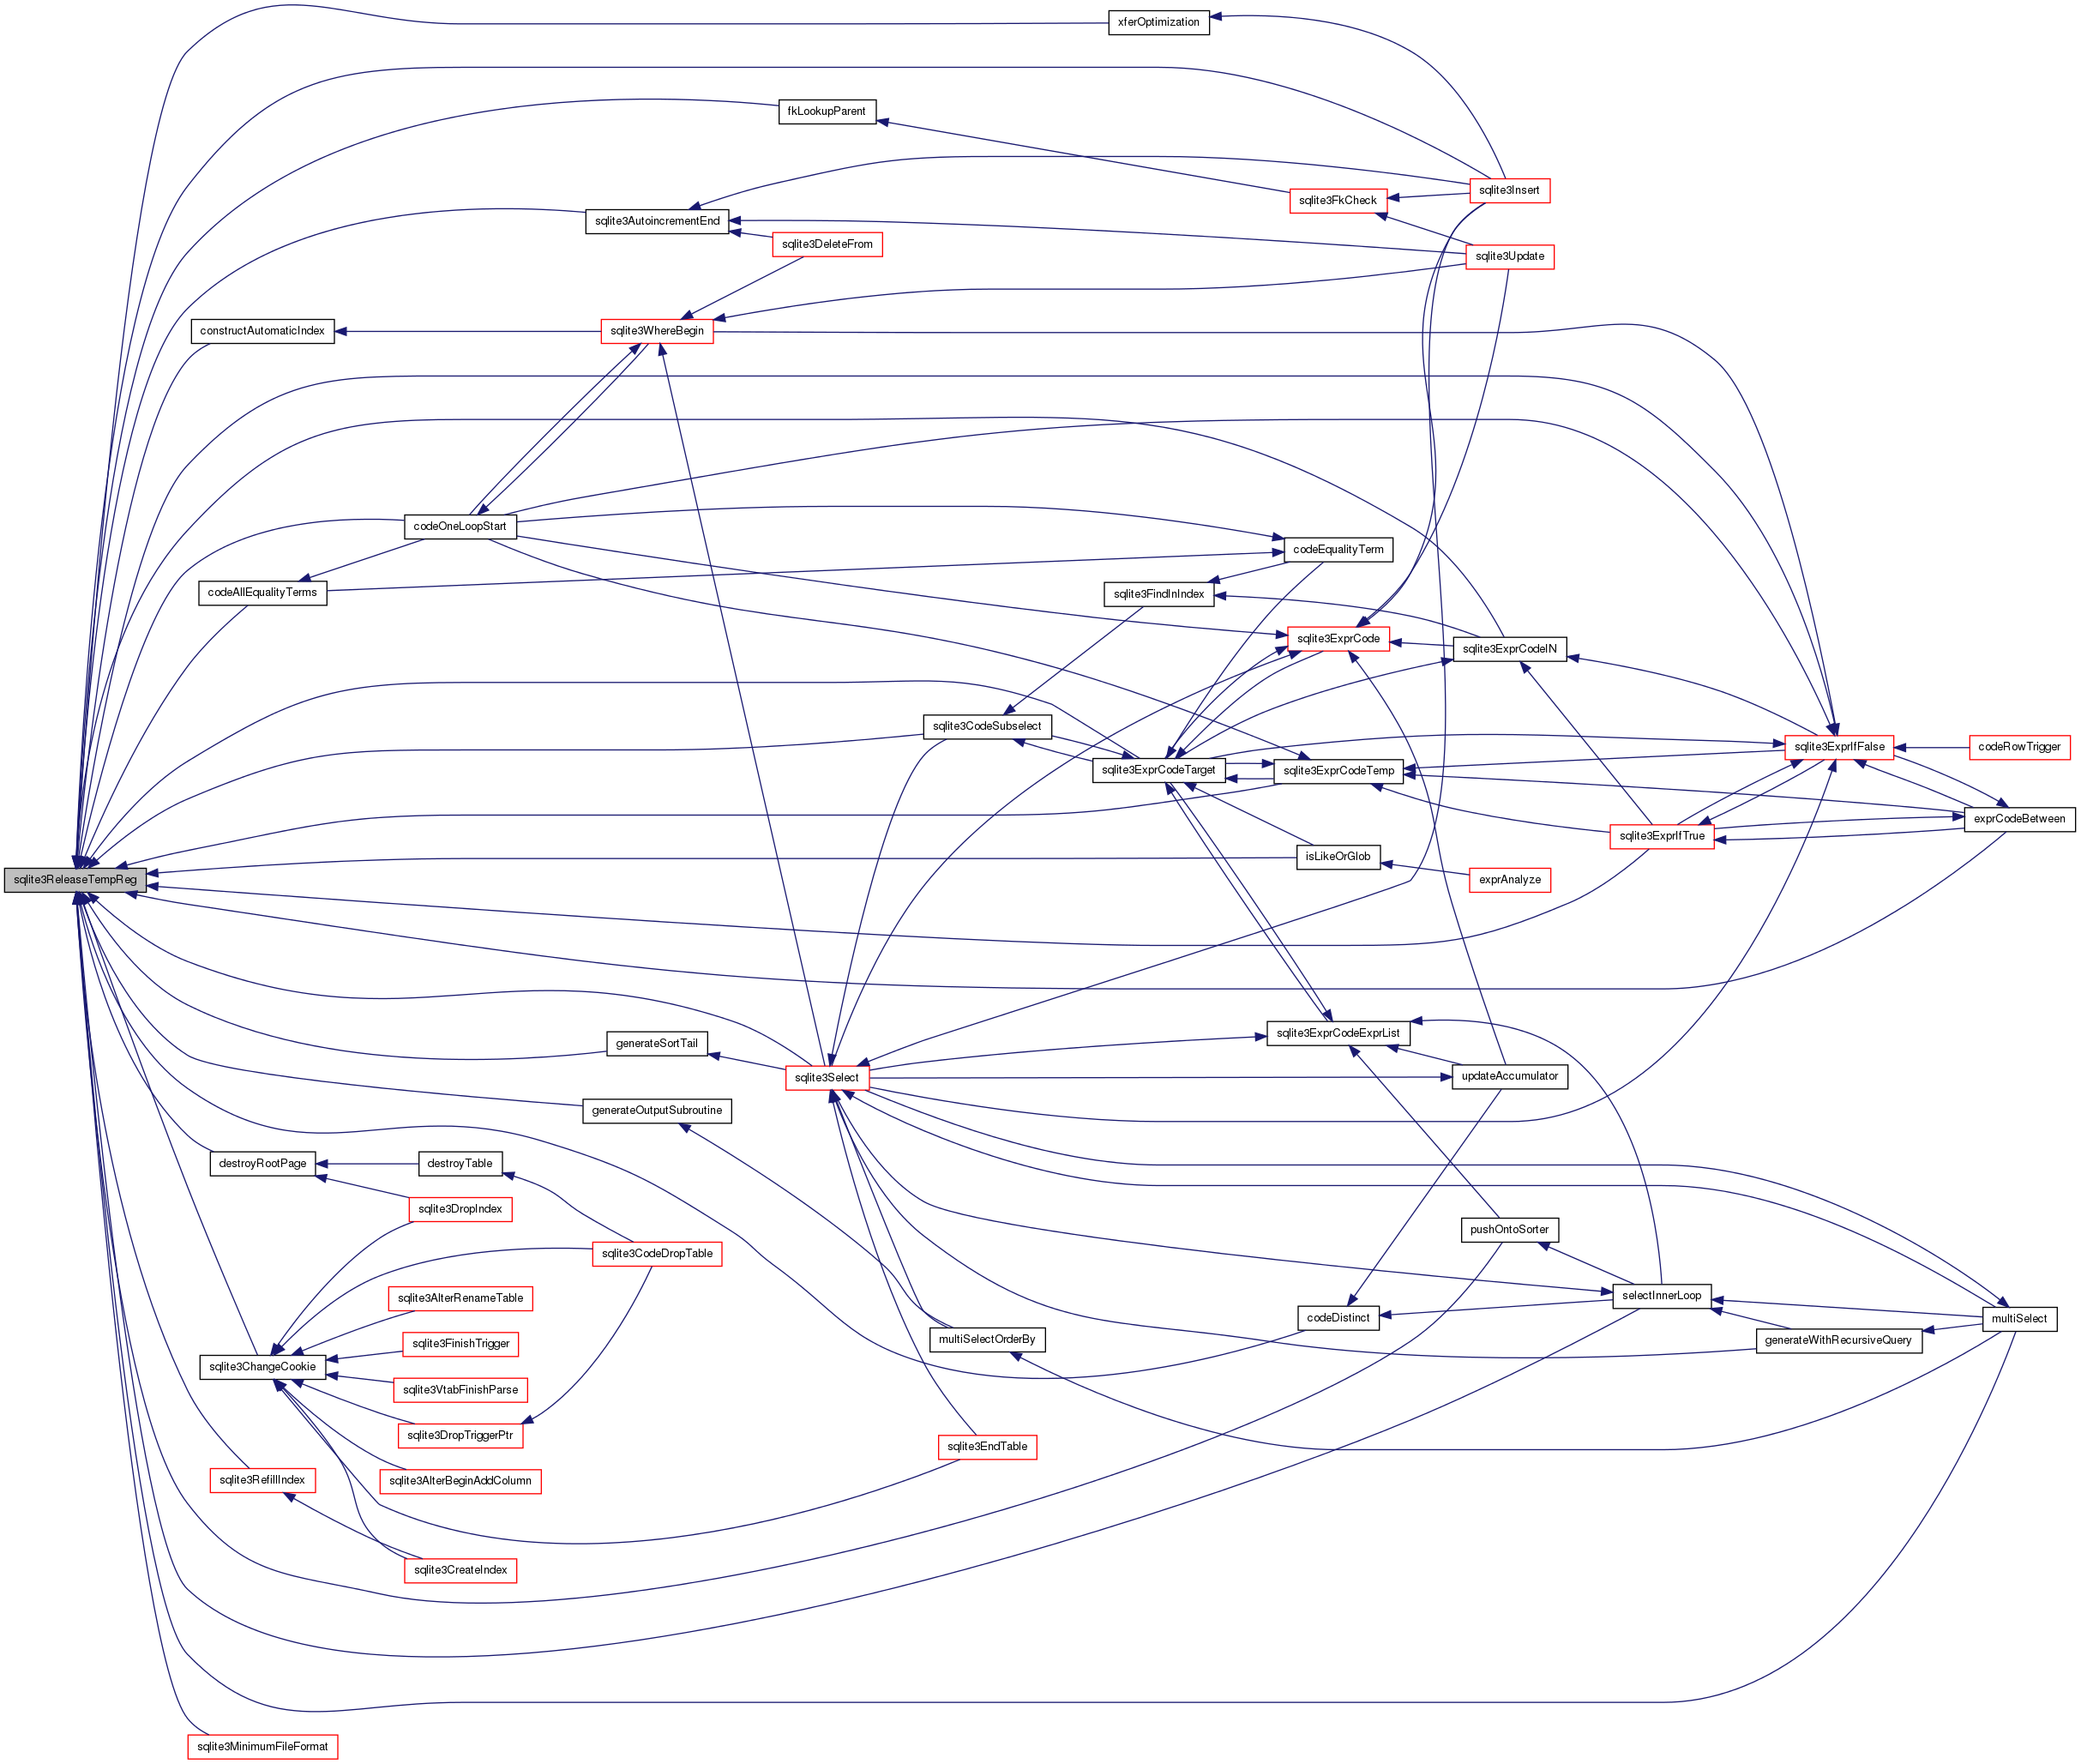 xferOptimization
fkLookupParent
sqlite3Insert
sqlite3FkCheck
sqlite3AutoincrementEnd
sqlite3DeleteFrom
sqlite3Update
constructAutomaticIndex
sqlite3WhereBegin
codeOneLoopStart
codeEqualityTerm
codeAllEqualityTerms
sqlite3FindInIndex
sqlite3ExprCode
sqlite3ExprCodeIN
sqlite3CodeSubselect
sqlite3ExprIfFalse
codeRowTrigger
sqlite3ExprCodeTarget
sqlite3ExprCodeTemp
exprCodeBetween
sqlite3ExprIfTrue
isLikeOrGlob
sqlite3ReleaseTempReg
exprAnalyze
sqlite3ExprCodeExprList
generateSortTail
sqlite3Select
updateAccumulator
generateOutputSubroutine
destroyRootPage
destroyTable
sqlite3DropIndex
pushOntoSorter
sqlite3CodeDropTable
sqlite3AlterRenameTable
selectInnerLoop
codeDistinct
multiSelect
multiSelectOrderBy
generateWithRecursiveQuery
sqlite3FinishTrigger
sqlite3ChangeCookie
sqlite3VtabFinishParse
sqlite3DropTriggerPtr
sqlite3EndTable
sqlite3RefillIndex
sqlite3AlterBeginAddColumn
sqlite3CreateIndex
sqlite3MinimumFileFormat